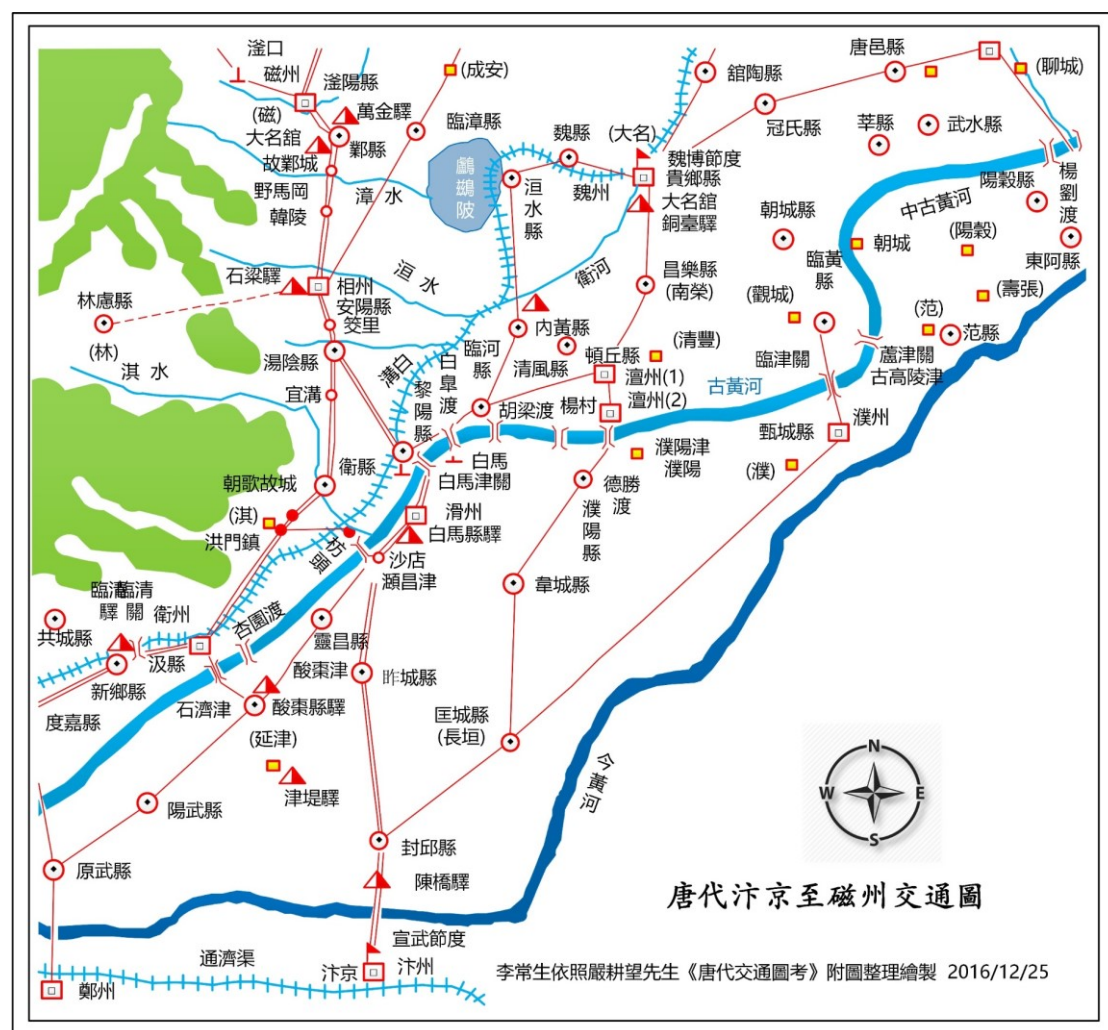 滏口
磁州
滏陽縣
(磁)
萬金驛
大名舘
鄴縣
故鄴城
野馬岡
韓陵
(成安)
臨漳縣
漳水
鸕鷀陂
洹水縣
魏縣
魏州
(大名)
魏博節度
貴鄉縣
大名舘
銅臺驛
舘陶縣
冠氏縣
唐邑縣
(聊城)
莘縣
武水縣
陽穀縣
楊劉渡
中古黃河
朝城縣
朝城
(陽穀)
東阿縣
臨黃縣
(觀城)
(壽張)
(范)
范縣
石梁驛
相州
安陽縣
洹水
衛河
昌樂縣
(南榮)
林慮縣
(林)
筊里
湯陰縣
淇水
宜溝
白溝
內黃縣
臨河縣
清風縣
頓丘縣
(清豐)
澶州(1)
澶州(2)
古黃河
臨津關
蘆津關
古高陵津
白皐渡
黎陽縣
胡梁渡
楊村
濮州
甄城縣
(濮)
濮陽津
濮陽
德勝渡
濮陽縣
白馬
白馬津關
衛縣
朝歌故城
(淇)
洪門鎮
枋頭
滑州
白馬縣驛
沙店
潁昌津
韋城縣
臨清驛
臨清關
衛州
杏園渡
共城縣
汲縣
新鄉縣
靈昌縣
酸棗津
昨城縣
石濟津
酸棗縣驛
度嘉縣
(延津)
津堤驛
匡城縣
(長垣)
今黃河
陽武縣
原武縣
封邱縣
陳橋驛
宣武節度
通濟渠
汴京
汴州
鄭州
N
W
E
S
唐代汴京至磁州交通圖
李常生依照嚴耕望先生《唐代交通圖考》附圖整理繪製 2016/12/25